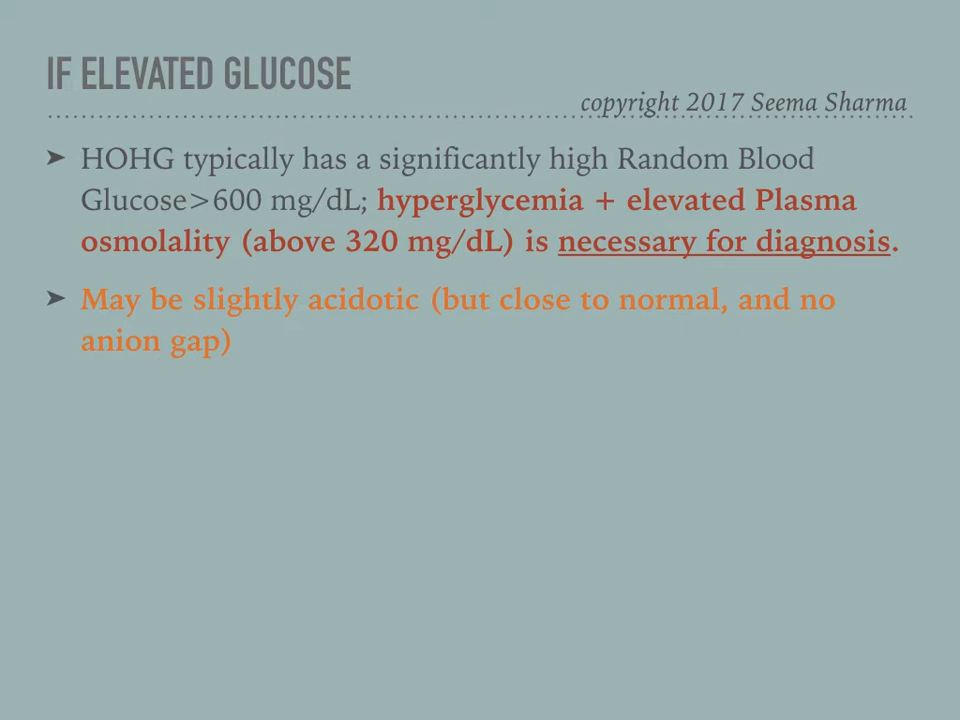 IF ELEVATED GLUCOSE
copyright 2017 Seema Sharma
➤ HOHG typically has a significantly high Random Blood
Glucose>600 mg/dL; hyperglycemia + elevated Plasma
osmolality (above 320 mg/dL) is necessary for diagnosis.
➤ May be slightly acidotic (but close to normal, and no
anion gap)